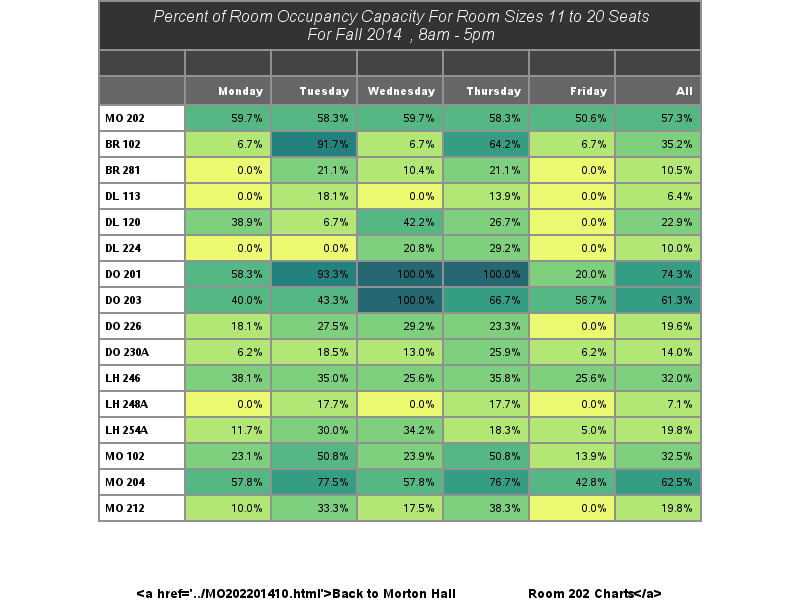 Percent of Room Occupancy Capacity For Room Sizes 11 to 20 Seats
For Fall 2014 , 8am - 5pm
Monday Tuesday Wednesday Thursday Friday All
MO 202 59.7% 58.3% 59.7% 58.3% 50.6% 57.3%
BR 102 6.7% 91.7% 6.7% 64.2% 6.7% 35.2%
BR 281 0.0% 21.1% 10.4% 21.1% 0.0% 10.5%
DL 113 0.0% 18.1% 0.0% 13.9% 0.0% 6.4%
DL 120 38.9% 6.7% 42.2% 26.7% 0.0% 22.9%
DL 224 0.0% 0.0% 20.8% 29.2% 0.0% 10.0%
DO 201 58.3% 93.3% 100.0% 100.0% 20.0% 74.3%
DO 203 40.0% 43.3% 100.0% 66.7% 56.7% 61.3%
DO 226 18.1% 27.5% 29.2% 23.3% 0.0% 19.6%
DO 230A 6.2% 18.5% 13.0% 25.9% 6.2% 14.0%
LH 246 38.1% 35.0% 25.6% 35.8% 25.6% 32.0%
LH 248A 0.0% 17.7% 0.0% 17.7% 0.0% 7.1%
LH 254A 11.7% 30.0% 34.2% 18.3% 5.0% 19.8%
MO 102 23.1% 50.8% 23.9% 50.8% 13.9% 32.5%
MO 204 57.8% 77.5% 57.8% 76.7% 42.8% 62.5%
MO 212 10.0% 33.3% 17.5% 38.3% 0.0% 19.8%
<a href='../MO202201410.html'>Back to Morton Hall Room 202 Charts</a>